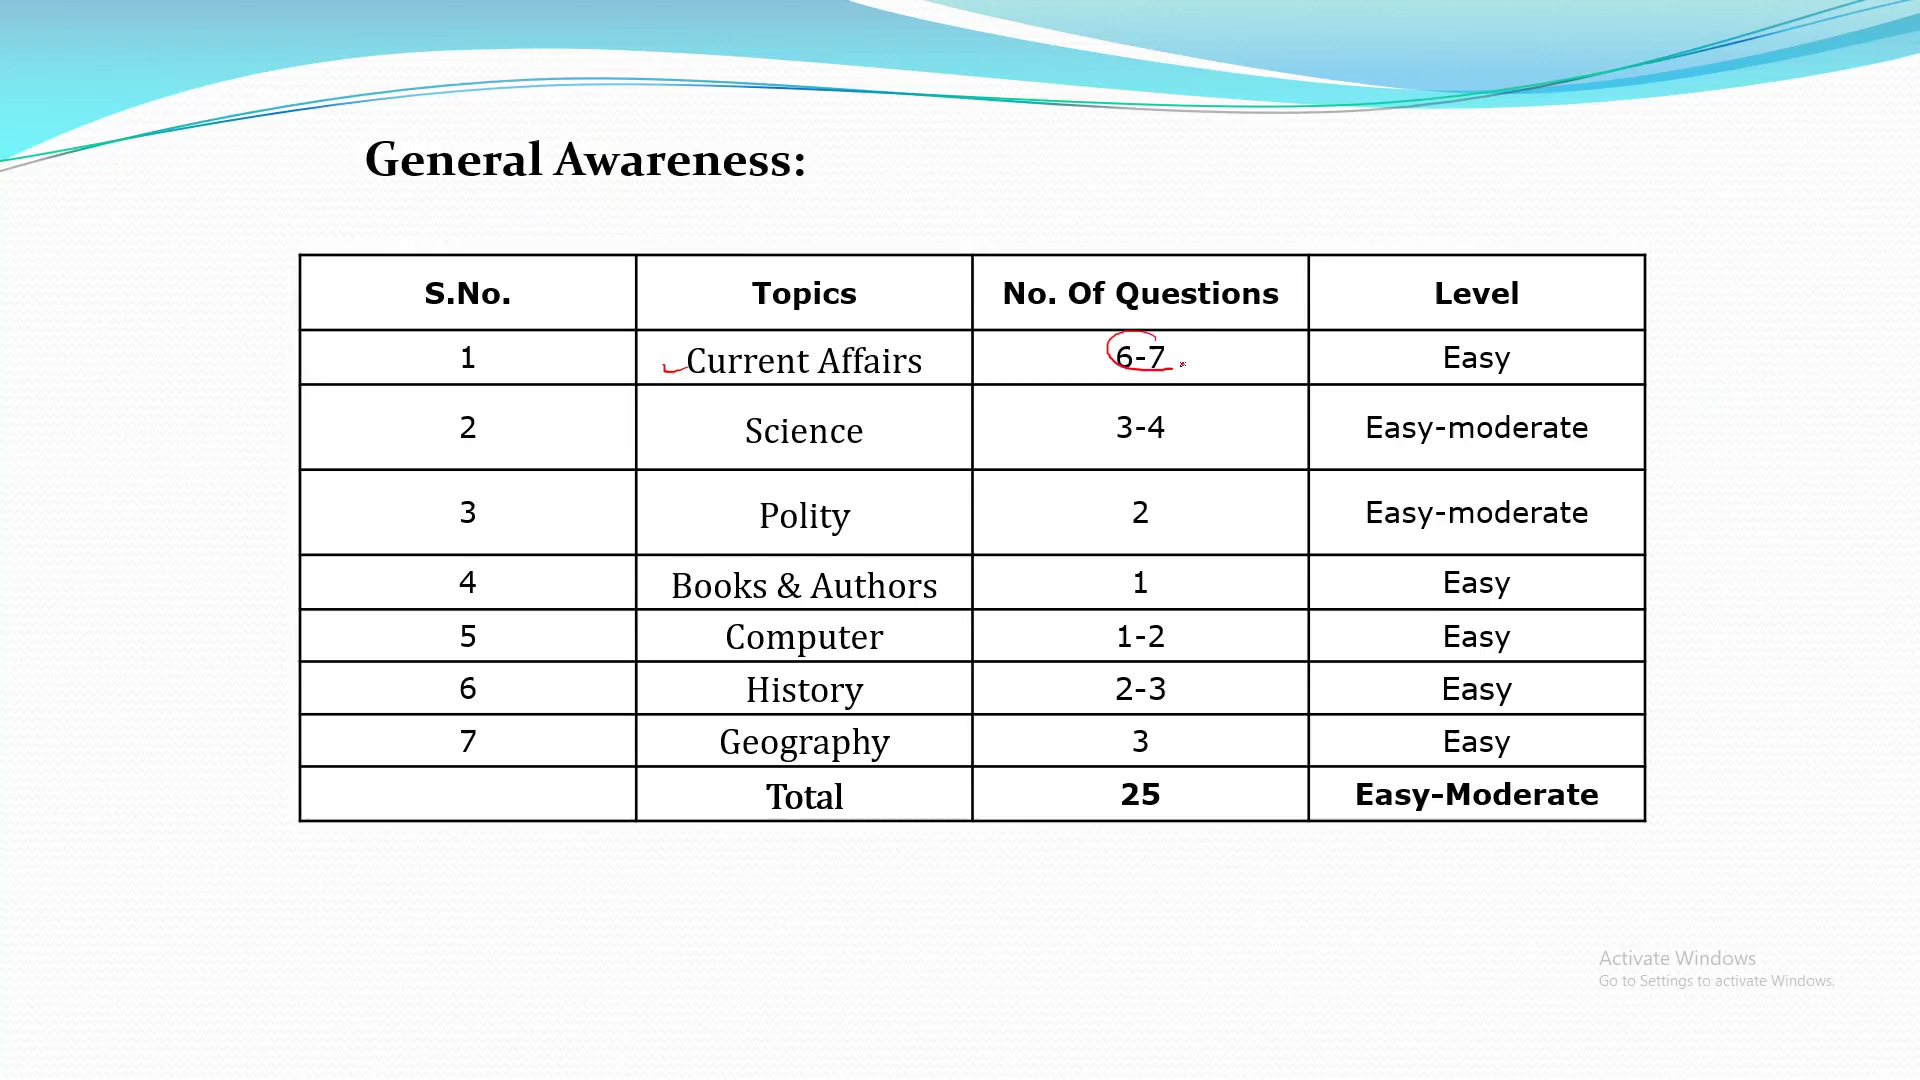 General Awareness:
S.No. Topics No. Of Questions Level
1 Current Affairs 6-7 Easy
2 Science 3-4 Easy-moderate
3 Polity 2 Easy-moderate
4 Books & Authors 1 Easy
5 Computer 1-2 Easy
6 History 2-3 Easy
7 Geography 3 Easy
Total 25 Easy-Moderate
Activate Windows
Go to Settings to activate Windows.